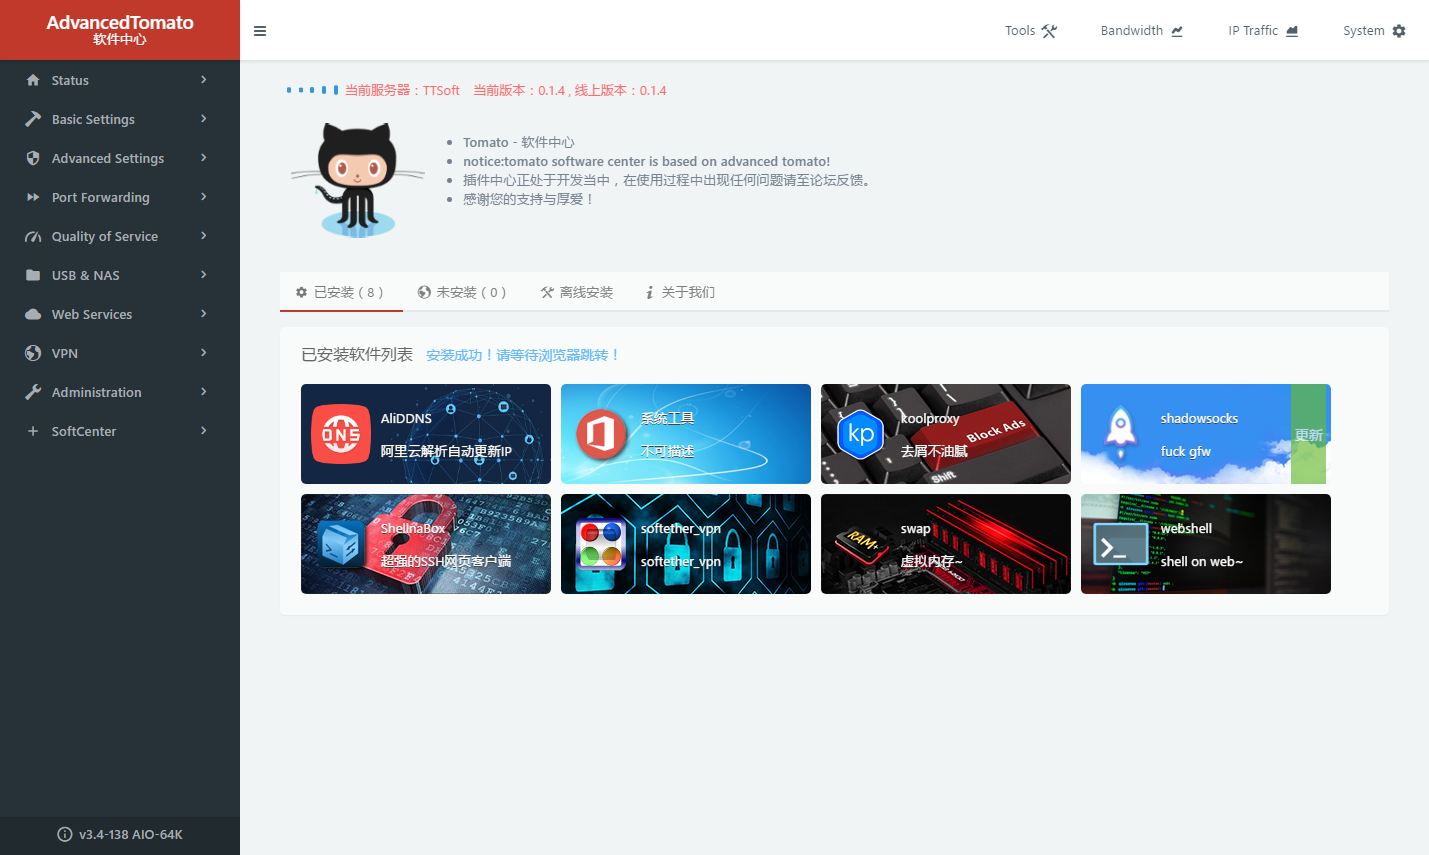 AdvancedTomato
软件中心
Tools
Bandwidth
IP Traffic
System
Status
Basic Settings
Advanced Settings
Port Forwarding
Quality of Service
USB & NAS
Web Services
VPN
Administration
SoftCenter
v3.4-138 AIO-64K
当前服务器：TTSoft 当前版本：0.1.4 , 线上版本：0.1.4
Tomato - 软件中心
notice:tomato software center is based on advanced tomato!
插件中心正处于开发当中，在使用过程中出现任何问题请至论坛反馈。
感谢您的支持与厚爱！
已安装 ( 8 )
未安装 ( 0 )
离线安装
关于我们
已安装软件列表 安装成功！请等待浏览器跳转！
DNS
AliDDNS
阿里云解析自动更新IP
系统工具
不可描述
kp
koolproxy
去屑不油腻
Block Ads
Shift
shadowsocks
fuck gfw
更新
ShellnaBox
超强的SSH网页客户端
softether_vpn
softether_vpn
RAM+
swap
虚拟内存~
webshell
shell on web~